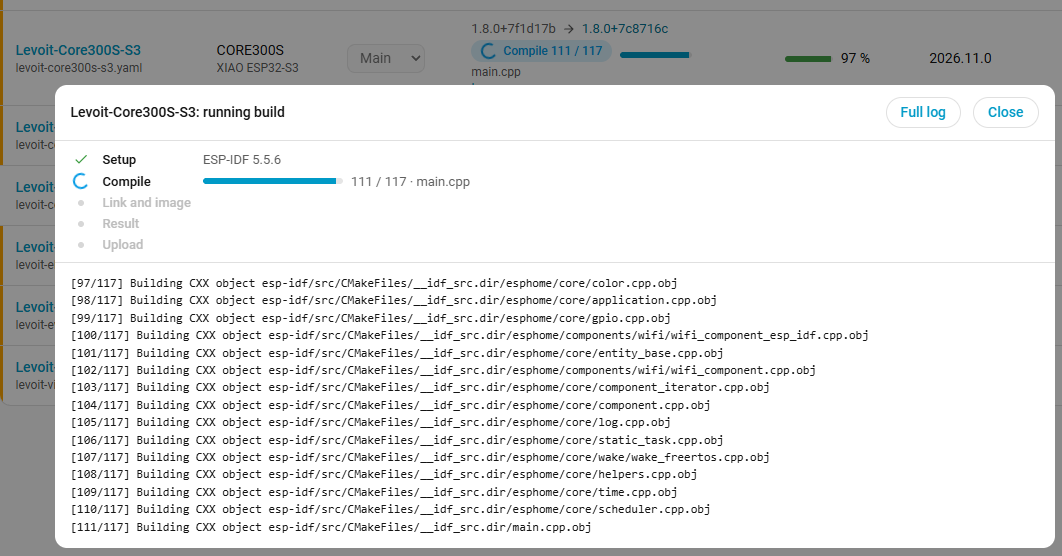 1.8.0+7f1d17b → 1.8.0+7c8716c
Levoit-Core300S-S3 CORE300S Main Compile 111 / 117 97 % 2026.11.0
levoit-core300s-s3.yaml XIAO ESP32-S3 main.cpp
Levoit-Core300S-S3: running build Full log Close
Setup ESP-IDF 5.5.6
Compile 111 / 117 · main.cpp
Link and image
Result
Upload
[97/117] Building CXX object esp-idf/src/CMakeFiles/__idf_src.dir/esphome/core/color.cpp.obj
[98/117] Building CXX object esp-idf/src/CMakeFiles/__idf_src.dir/esphome/core/application.cpp.obj
[99/117] Building CXX object esp-idf/src/CMakeFiles/__idf_src.dir/esphome/core/gpio.cpp.obj
[100/117] Building CXX object esp-idf/src/CMakeFiles/__idf_src.dir/esphome/components/wifi/wifi_component_esp_idf.cpp.obj
[101/117] Building CXX object esp-idf/src/CMakeFiles/__idf_src.dir/esphome/core/entity_base.cpp.obj
[102/117] Building CXX object esp-idf/src/CMakeFiles/__idf_src.dir/esphome/components/wifi/wifi_component.cpp.obj
[103/117] Building CXX object esp-idf/src/CMakeFiles/__idf_src.dir/esphome/core/component_iterator.cpp.obj
[104/117] Building CXX object esp-idf/src/CMakeFiles/__idf_src.dir/esphome/core/component.cpp.obj
[105/117] Building CXX object esp-idf/src/CMakeFiles/__idf_src.dir/esphome/core/log.cpp.obj
[106/117] Building CXX object esp-idf/src/CMakeFiles/__idf_src.dir/esphome/core/static_task.cpp.obj
[107/117] Building CXX object esp-idf/src/CMakeFiles/__idf_src.dir/esphome/core/wake/wake_freertos.cpp.obj
[108/117] Building CXX object esp-idf/src/CMakeFiles/__idf_src.dir/esphome/core/helpers.cpp.obj
[109/117] Building CXX object esp-idf/src/CMakeFiles/__idf_src.dir/esphome/core/time.cpp.obj
[110/117] Building CXX object esp-idf/src/CMakeFiles/__idf_src.dir/esphome/core/scheduler.cpp.obj
[111/117] Building CXX object esp-idf/src/CMakeFiles/__idf_src.dir/main.cpp.obj